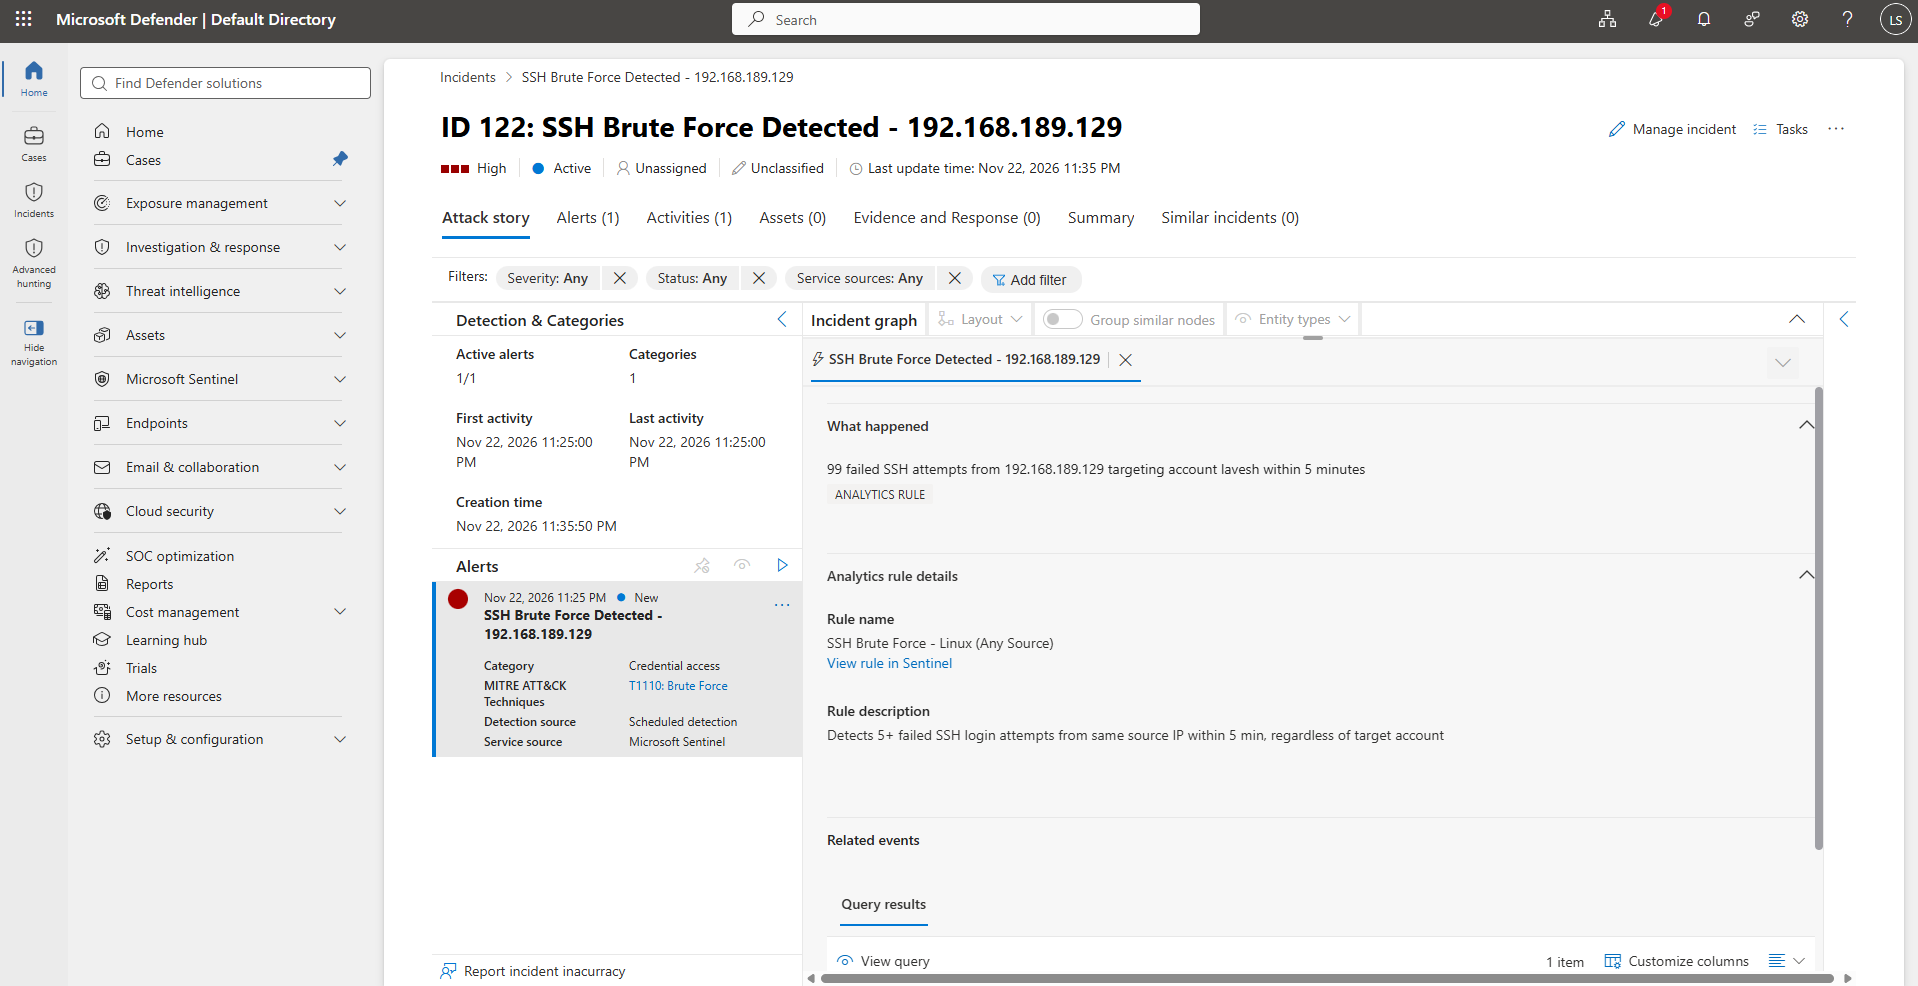 Microsoft Defender | Default Directory
Search
1
LS
Home
Cases
Incidents
Advanced
hunting
Hide
navigation
Find Defender solutions
Home
Cases
Exposure management
Investigation & response
Threat intelligence
Assets
Microsoft Sentinel
Endpoints
Email & collaboration
Cloud security
SOC optimization
Reports
Cost management
Learning hub
Trials
More resources
Setup & configuration
Incidents > SSH Brute Force Detected - 192.168.189.129
ID 122: SSH Brute Force Detected - 192.168.189.129
Manage incident
Tasks
High
Active
Unassigned
Unclassified
Last update time: Nov 22, 2026 11:35 PM
Attack story
Alerts (1)
Activities (1)
Assets (0)
Evidence and Response (0)
Summary
Similar incidents (0)
Filters:
Severity: Any
Status: Any
Service sources: Any
Add filter
Detection & Categories
Active alerts
Categories
1/1
1
First activity
Last activity
Nov 22, 2026 11:25:00
PM
Nov 22, 2026 11:25:00
PM
Creation time
Nov 22, 2026 11:35:50 PM
Alerts
Nov 22, 2026 11:25 PM
New
SSH Brute Force Detected -
192.168.189.129
Category
Credential access
MITRE ATT&CK
Techniques
T1110: Brute Force
Detection source
Scheduled detection
Service source
Microsoft Sentinel
Report incident inacurracy
Incident graph
Layout
Group similar nodes
Entity types
SSH Brute Force Detected - 192.168.189.129
What happened
99 failed SSH attempts from 192.168.189.129 targeting account lavesh within 5 minutes
ANALYTICS RULE
Analytics rule details
Rule name
SSH Brute Force - Linux (Any Source)
View rule in Sentinel
Rule description
Detects 5+ failed SSH login attempts from same source IP within 5 min, regardless of target account
Related events
Query results
View query
1 item
Customize columns